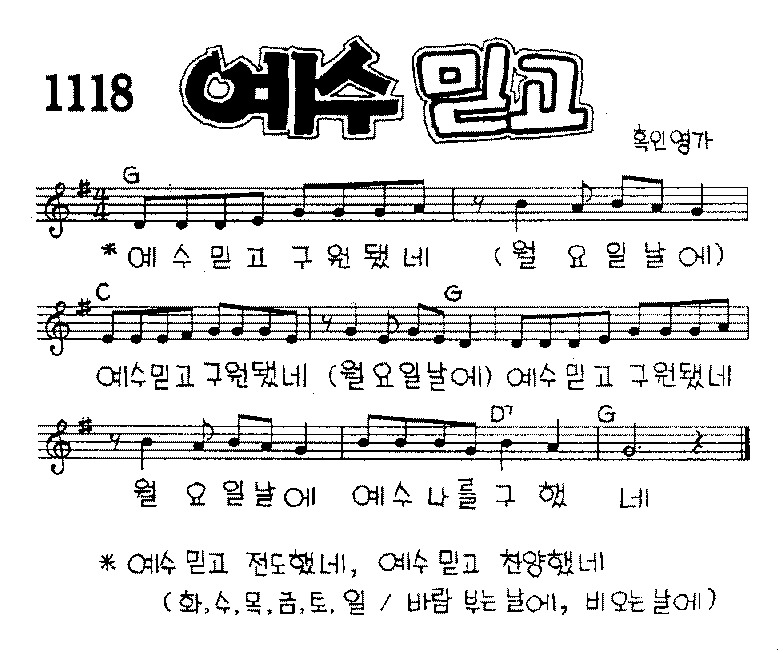 1118 예수 믿고
흑인영가
G
* 예수 믿고 구원됐네 (월 요일날에)
C G
예수믿고 구원됐네 (월요일날에) 예수믿고 구원됐네
D7 G
월 요일날에 예수나를구했 네
* 예수믿고 전도했네, 예수믿고 찬양했네
(화,수,목,금,토,일 / 바람 부는날에, 비오는날에)